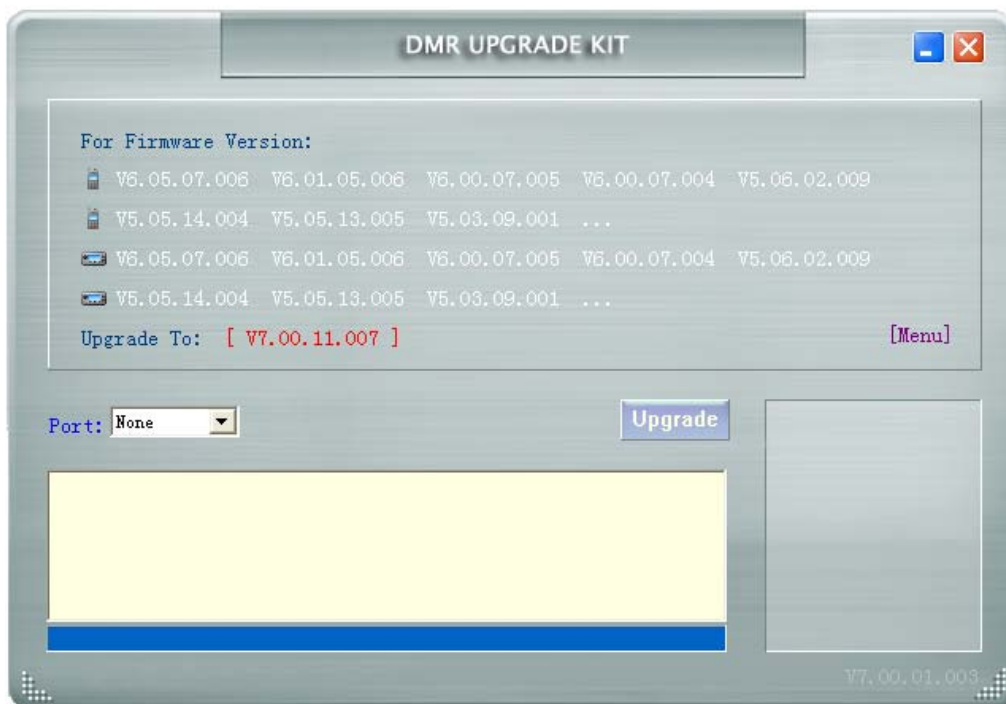 DMR UPGRADE KIT
For Firmware Version:
V6.05.07.006 V6.01.05.006 V6.00.07.005 V6.00.07.004 V5.06.02.009
V5.05.14.004 V5.05.13.005 V5.03.09.001 ...
V6.05.07.006 V6.01.05.006 V6.00.07.005 V6.00.07.004 V5.06.02.009
V5.05.14.004 V5.05.13.005 V5.03.09.001 ...
Upgrade To: [ V7.00.11.007 ] [Menu]
Port: None Upgrade
V7.00.01.003